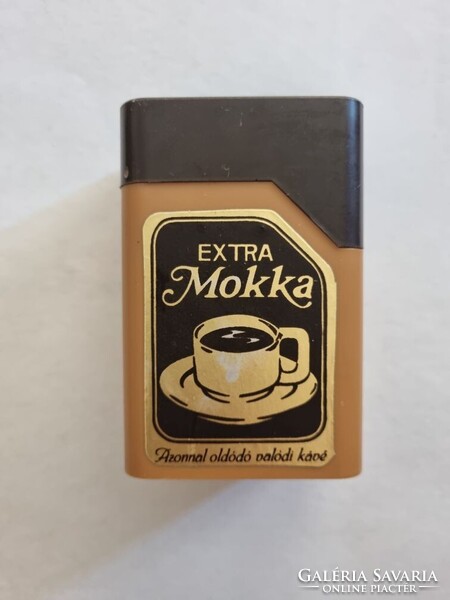 EXTRA
Mokka
Azonnal oldódó valódi kávé
GALÉRIA SAVARIA
ONLINE PIACTÉR